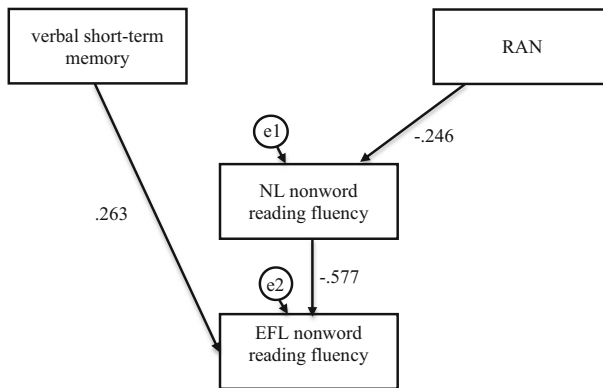 verbal short-term
memory
RAN
e1
-.246
NL nonword
reading fluency
.263
-.577
e2
EFL nonword
reading fluency